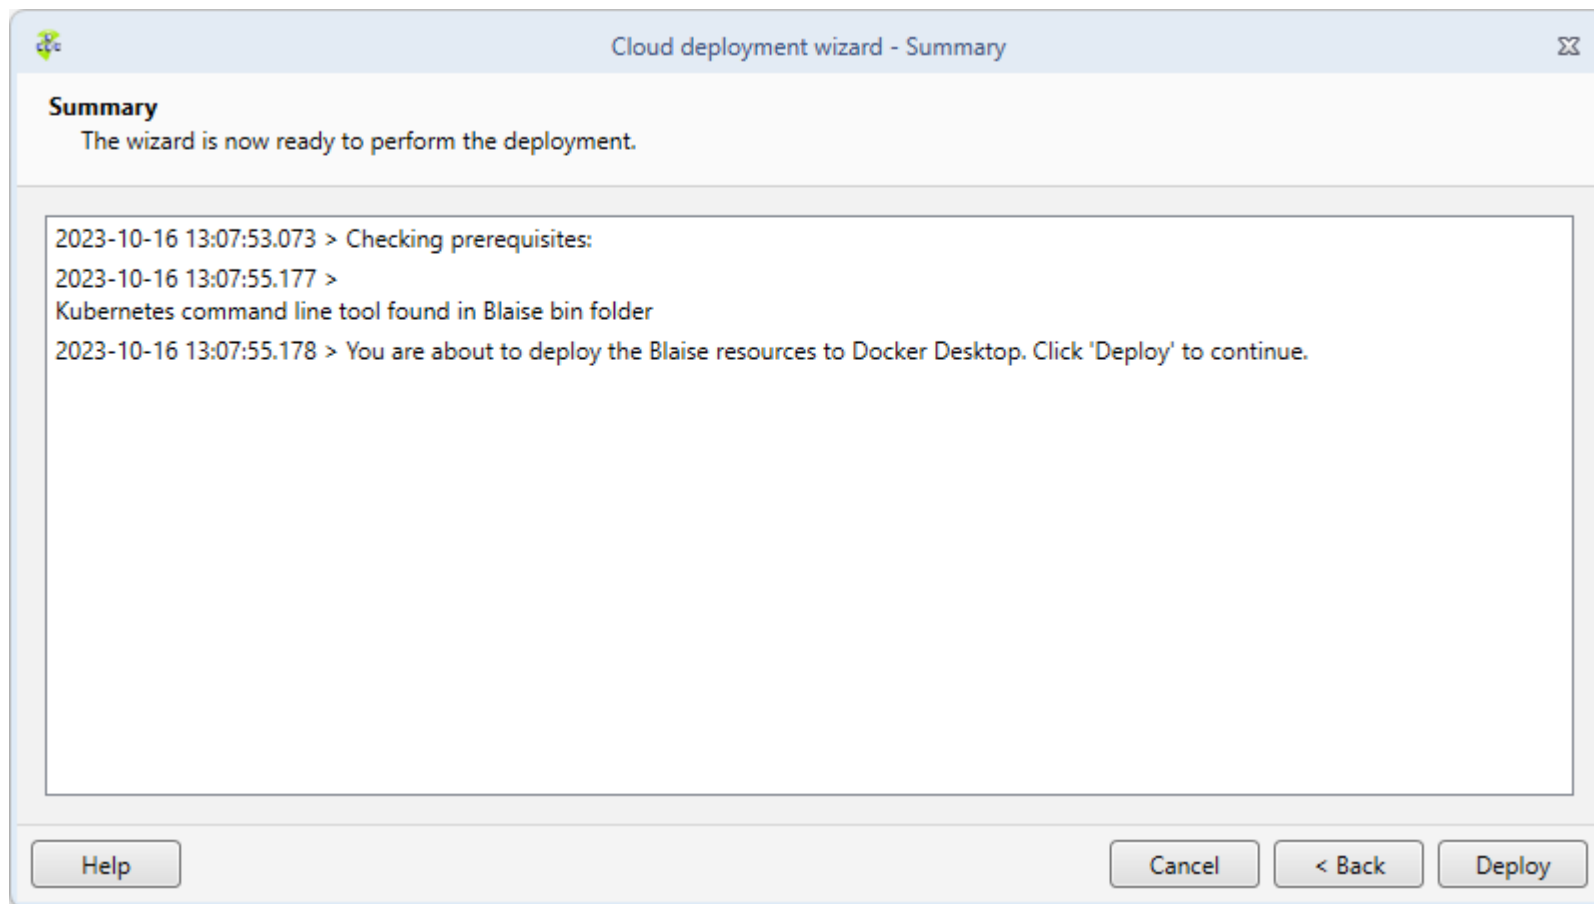 Cloud deployment wizard - Summary
Summary
The wizard is now ready to perform the deployment.
2023-10-16 13:07:53.073 > Checking prerequisites:
2023-10-16 13:07:55.177 >
Kubernetes command line tool found in Blaise bin folder
2023-10-16 13:07:55.178 > You are about to deploy the Blaise resources to Docker Desktop. Click 'Deploy' to continue.
Help
Cancel
< Back
Deploy